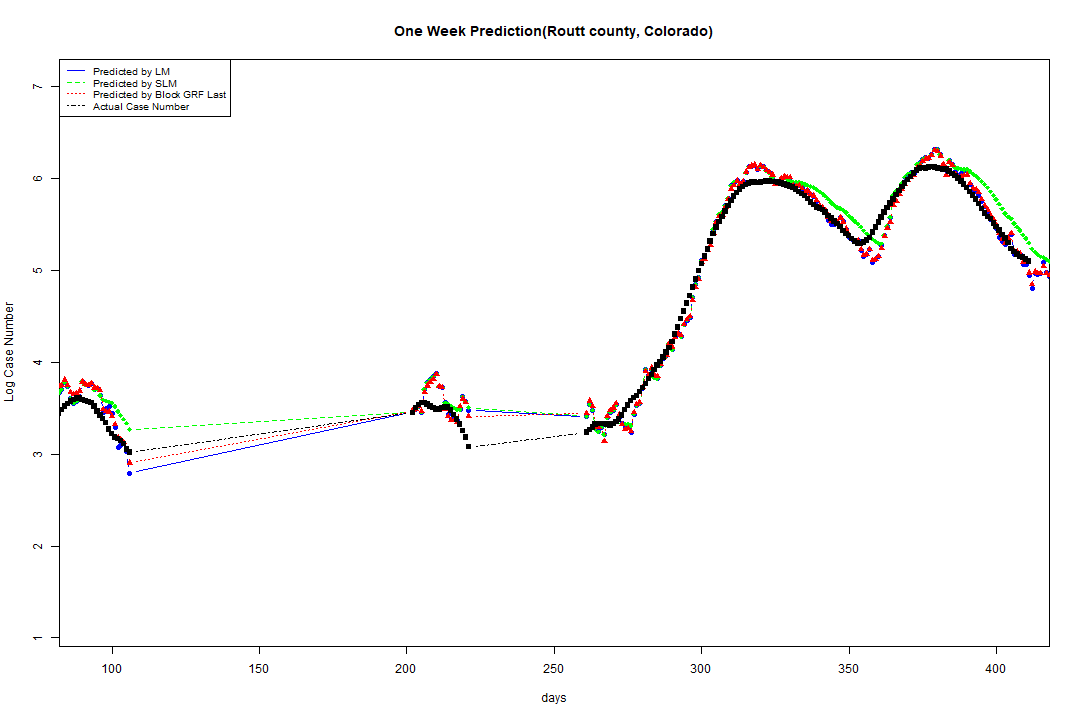 One Week Prediction(Routt county, Colorado)
Predicted by LM
Predicted by SLM
Predicted by Block GRF Last
Actual Case Number
7
6
5
4
3
2
1
Log Case Number
100 150 200 250 300 350 400
days